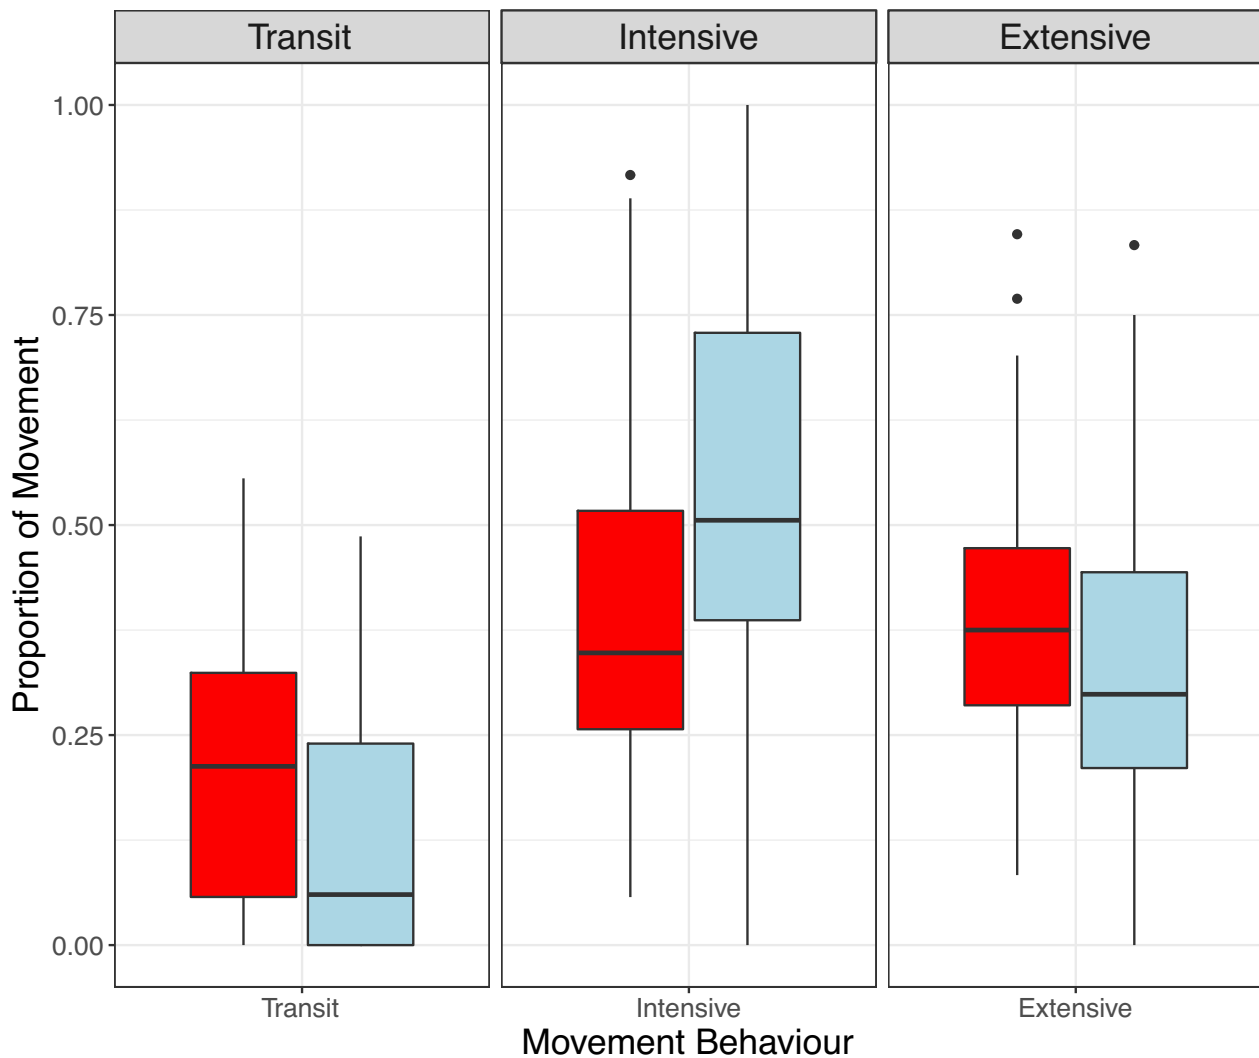 Transit Intensive Extensive
1.00
0.75
0.50
0.25
0.00
Proportion of Movement
Transit Intensive Extensive
Movement Behaviour